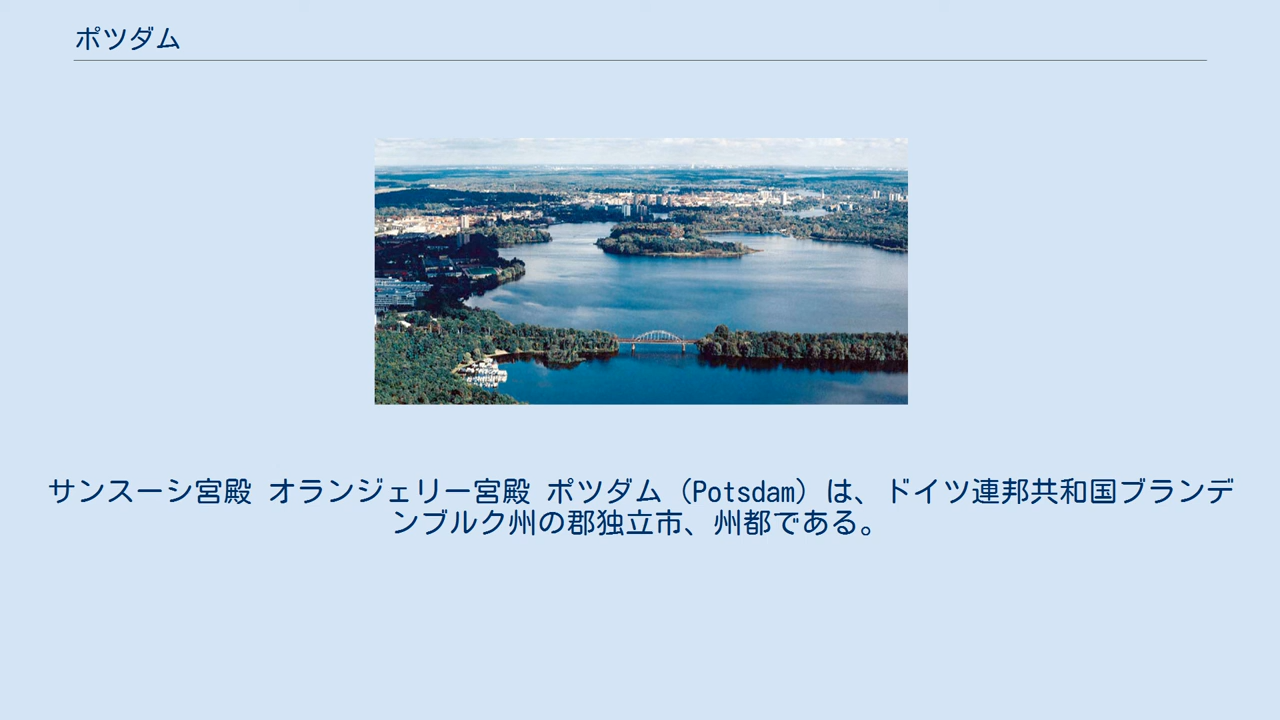 ポツダム
サンスーシ宮殿 オランジェリー宮殿 ポツダム（Potsdam）は、ドイツ連邦共和国ブランデ
ンブルク州の郡独立市、州都である。